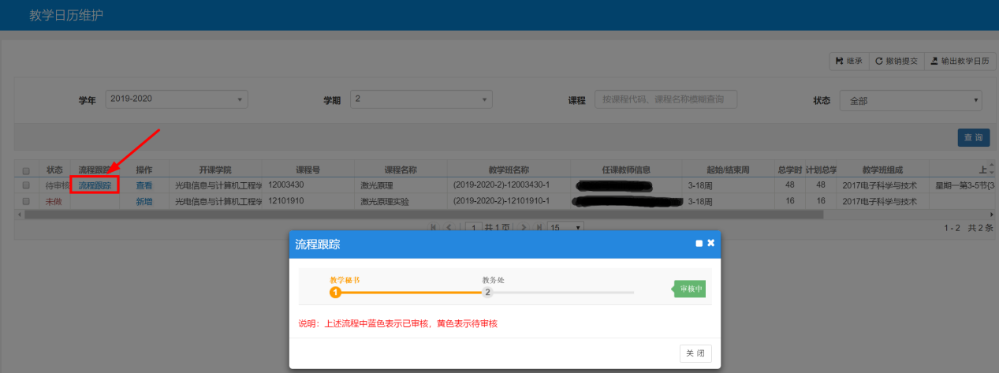 教学日历维护
继承 撤销提交 输出教学日历
学年 2019-2020 学期 2 课程 按课程代码、课程名称模糊查询 状态 全部
查 询
状态 流程跟踪 操作 开课学院 课程号 课程名称 教学班名称 任课教师信息 起始/结束周 总学时 计划总学 教学班组成 上
待审核 流程跟踪 查看 光电信息与计算机工程学 12003430 激光原理 (2019-2020-2)-12003430-1 3-18周 48 48 2017电子科学与技术 星期一第3-5节{3
未做 新增 光电信息与计算机工程学 12101910 激光原理实验 (2019-2020-2)-12101910-1 3-18周 16 16 2017电子科学与技术
1 共 1 页 15 1 - 2 共 2 条
流程跟踪
教学秘书 教务处
1 2 审核中
说明：上述流程中蓝色表示已审核，黄色表示待审核
关 闭